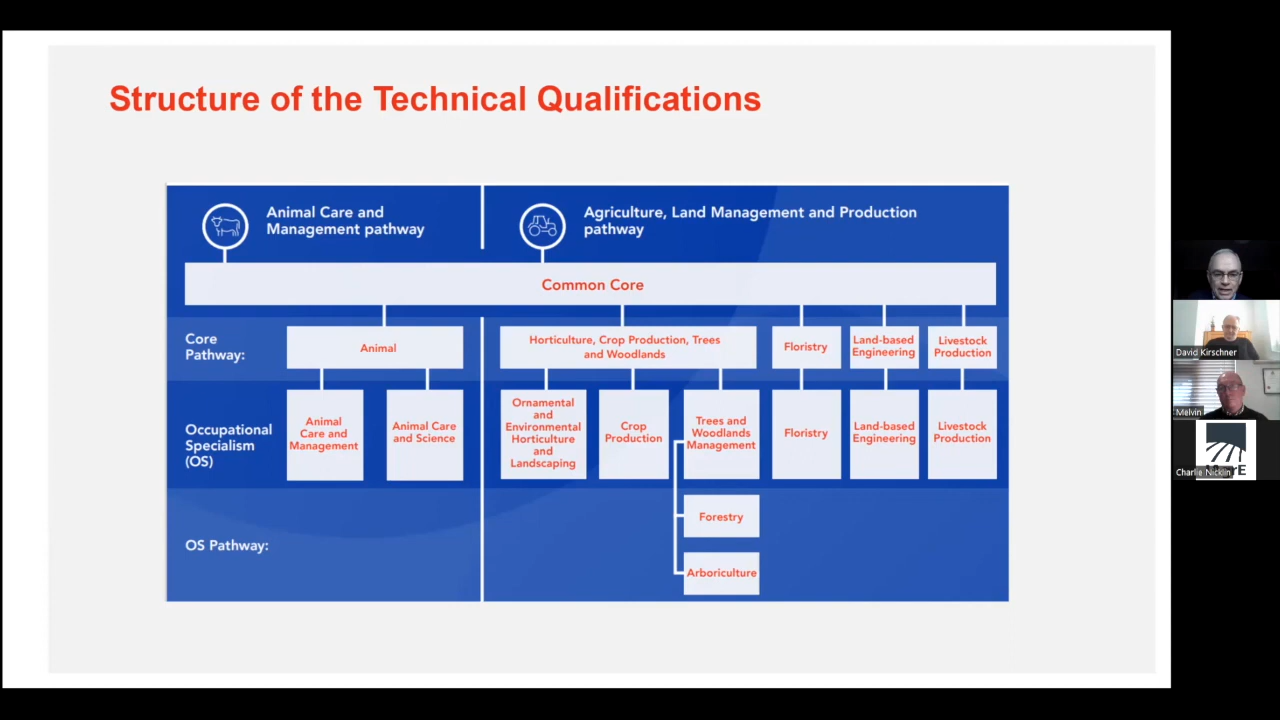 Structure of the Technical Qualifications
Animal Care and
Management pathway
Agriculture, Land Management and Production
pathway
Common Core
Core
Pathway:
Animal
Horticulture, Crop Production, Trees
and Woodlands
Floristry
Land-based
Engineering
Livestock
Production
Occupational
Specialism
(OS)
Animal
Care and
Management
Animal Care
and Science
Ornamental
and
Environmental
Horticulture
and
Landscaping
Crop
Production
Trees and
Woodlands
Management
Floristry
Land-based
Engineering
Livestock
Production
OS Pathway:
Forestry
Arboriculture
David Kirschner
Melvin
Charlie Nicklin